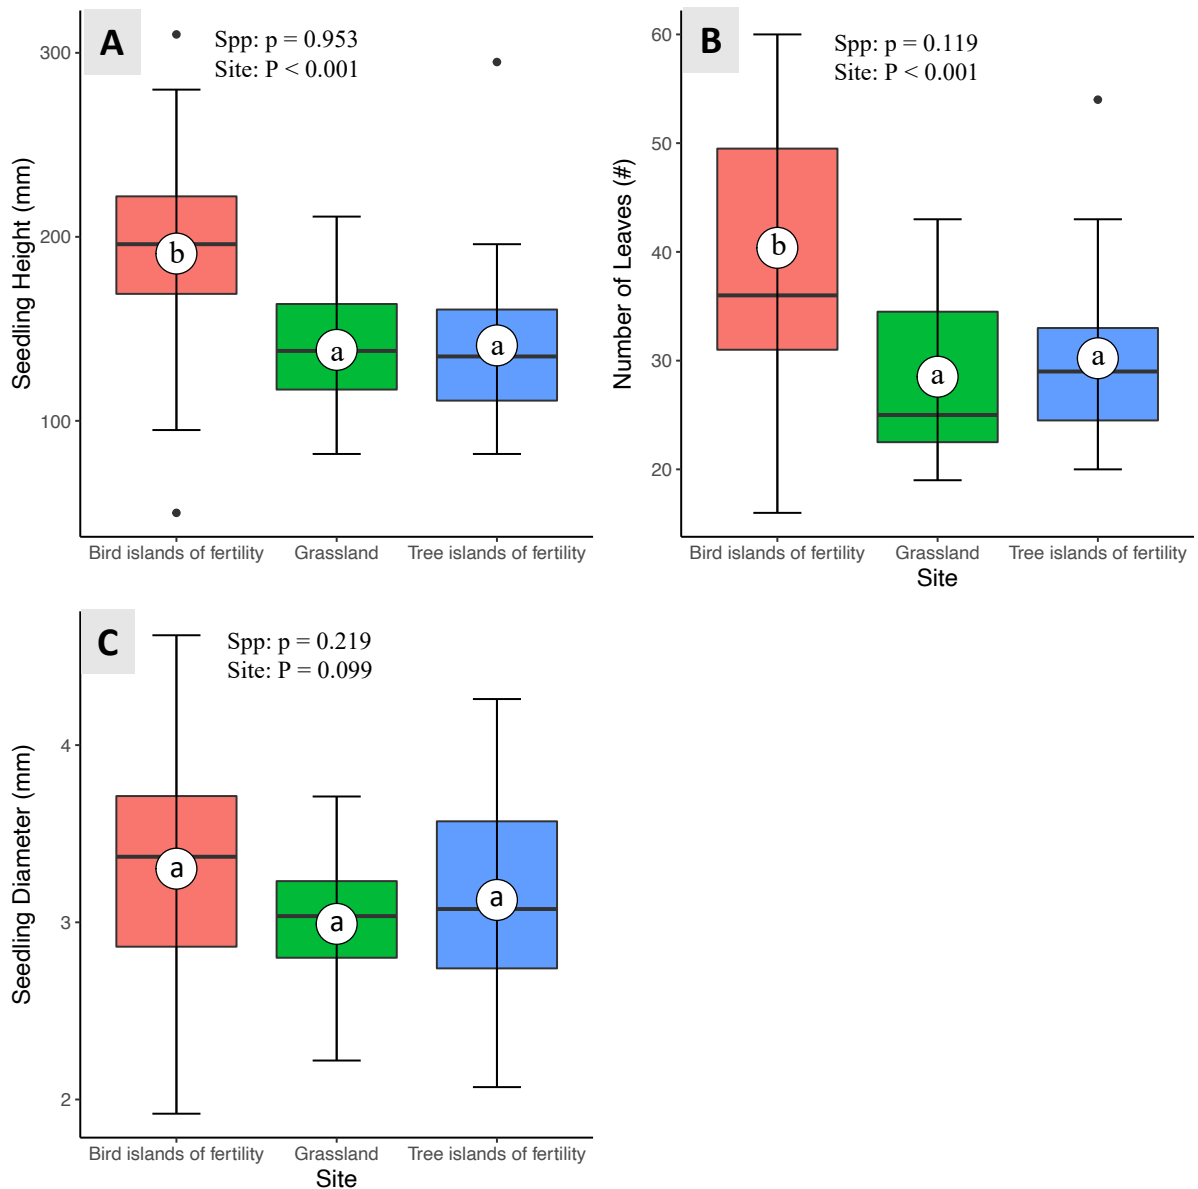 A
Spp: p = 0.953
Site: P < 0.001
Seedling Height (mm)
300
200
100
b
a
a
Bird islands of fertility
Grassland
Tree islands of fertility
B
Spp: p = 0.119
Site: P < 0.001
Number of Leaves (#)
60
50
40
30
20
b
a
a
Bird islands of fertility
Grassland
Tree islands of fertility
Site
C
Spp: p = 0.219
Site: P = 0.099
Seedling Diameter (mm)
4
3
2
a
a
a
Bird islands of fertility
Grassland
Tree islands of fertility
Site